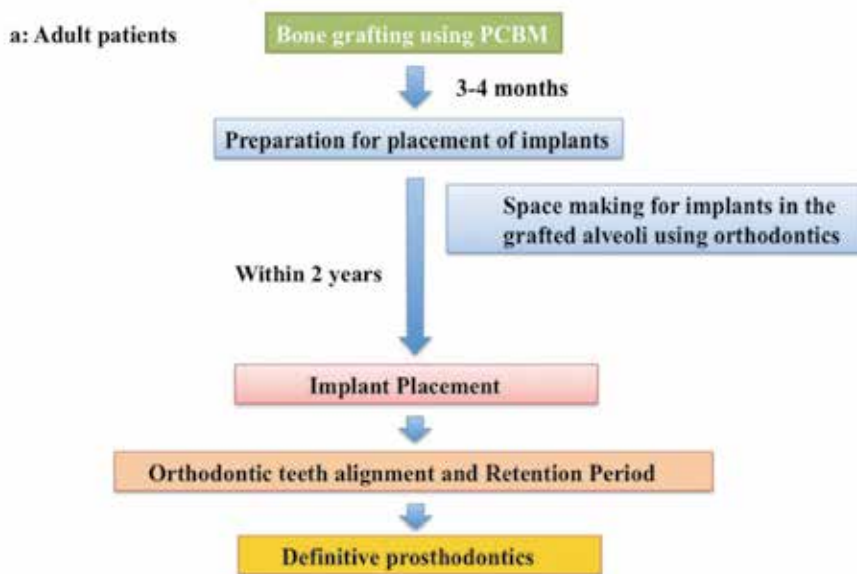 a: Adult patients
Bone grafting using PCBM
3-4 months
Preparation for placement of implants
Space making for implants in the
grafted alveoli using orthodontics
Within 2 years
Implant Placement
Orthodontic teeth alignment and Retention Period
Definitive prosthodontics